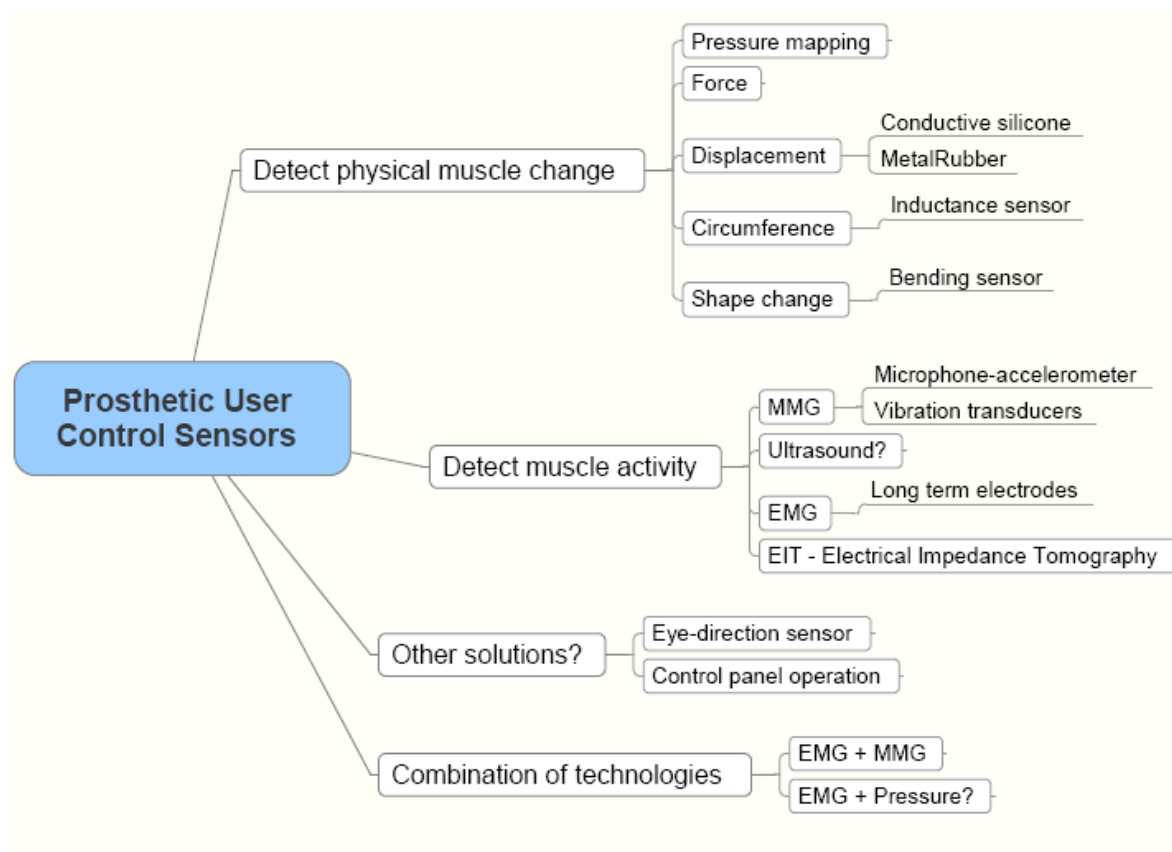 Pressure mapping
Force
Conductive silicone
Displacement
MetalRubber
Detect physical muscle change
Inductance sensor
Circumference
Bending sensor
Shape change
Prosthetic User
Control Sensors
Microphone-accelerometer
MMG
Vibration transducers
Ultrasound?
Detect muscle activity
Long term electrodes
EMG
EIT - Electrical Impedance Tomography
Eye-direction sensor
Other solutions?
Control panel operation
EMG + MMG
Combination of technologies
EMG + Pressure?